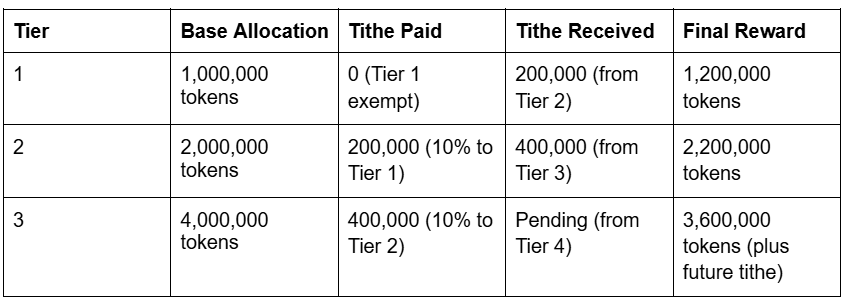 Tier Base Allocation Tithe Paid Tithe Received Final Reward
1 1,000,000 0 (Tier 1 200,000 (from 1,200,000
tokens exempt) Tier 2) tokens
2 2,000,000 200,000 (10% to 400,000 (from 2,200,000
tokens Tier 1) Tier 3) tokens
3 4,000,000 400,000 (10% to Pending (from 3,600,000
tokens Tier 2) Tier 4) tokens (plus
future tithe)